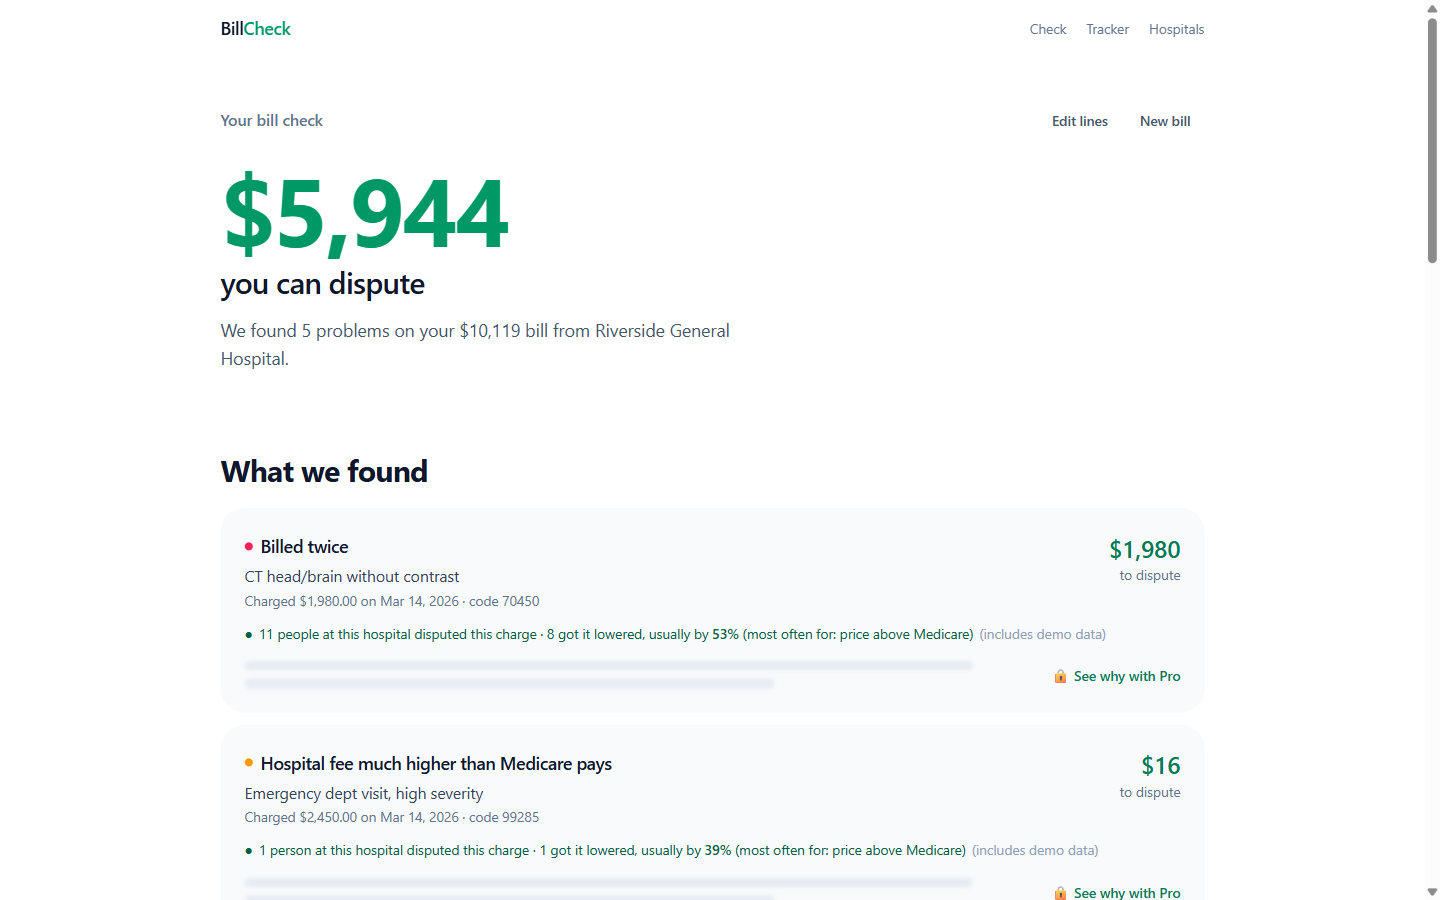 BillCheck
Check Tracker Hospitals
Your bill check
Edit lines New bill
$5,944
you can dispute
We found 5 problems on your $10,119 bill from Riverside General
Hospital.
What we found
Billed twice
$1,980
to dispute
CT head/brain without contrast
Charged $1,980.00 on Mar 14, 2026 · code 70450
● 11 people at this hospital disputed this charge · 8 got it lowered, usually by 53% (most often for: price above Medicare) (includes demo data)
🔒 See why with Pro
Hospital fee much higher than Medicare pays
$16
to dispute
Emergency dept visit, high severity
Charged $2,450.00 on Mar 14, 2026 · code 99285
● 1 person at this hospital disputed this charge · 1 got it lowered, usually by 39% (most often for: price above Medicare) (includes demo data)
🔒 See why with Pro